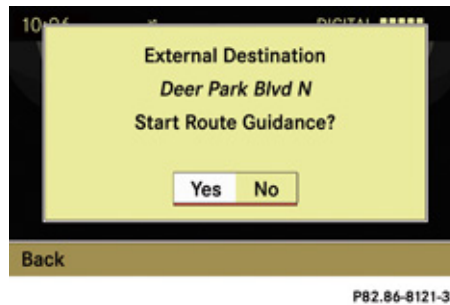 External Destination
Deer Park Blvd N
Start Route Guidance?
Yes No
Back
P82.86-8121-3